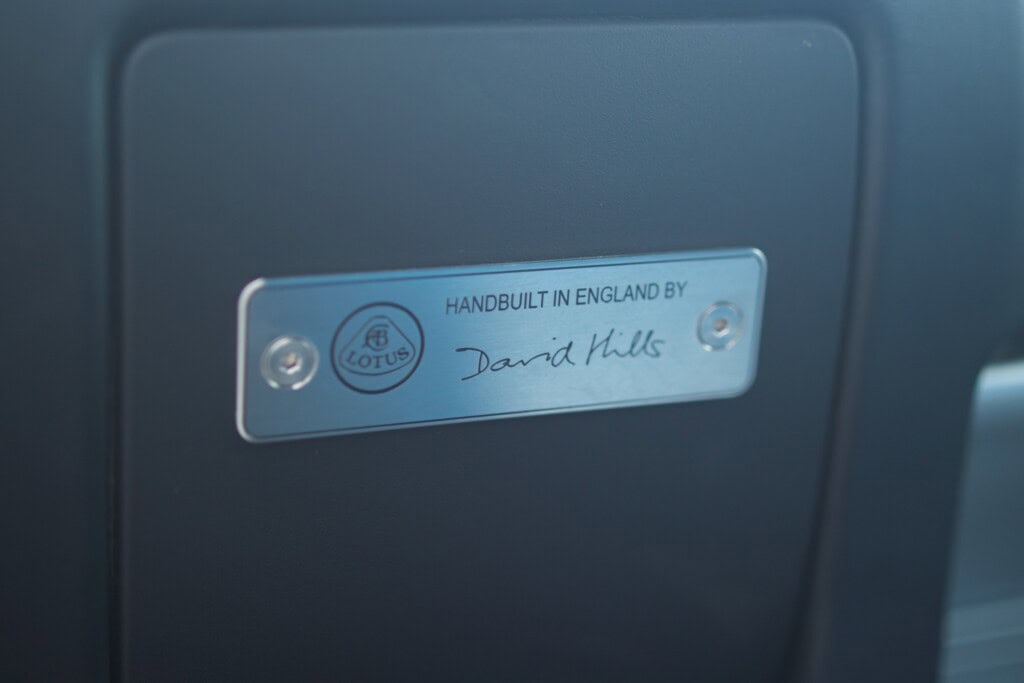 LOTUS
HANDBUILT IN ENGLAND BY
David Hills